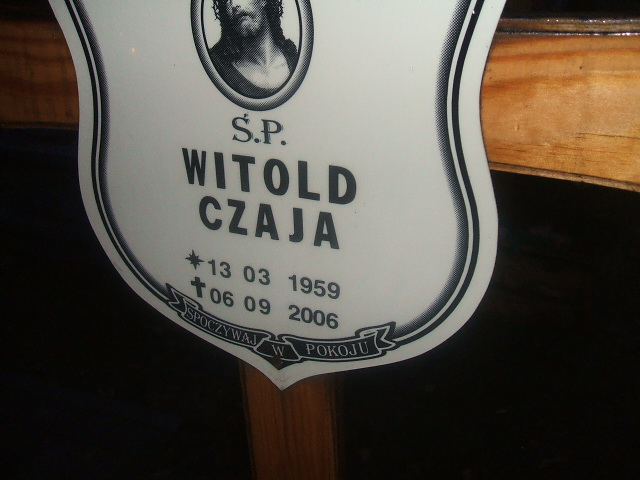 Ś.P.
WITOLD
CZAJA
✶13 03 1959
✝06 09 2006
SPOCZYWAJ W POKOJU